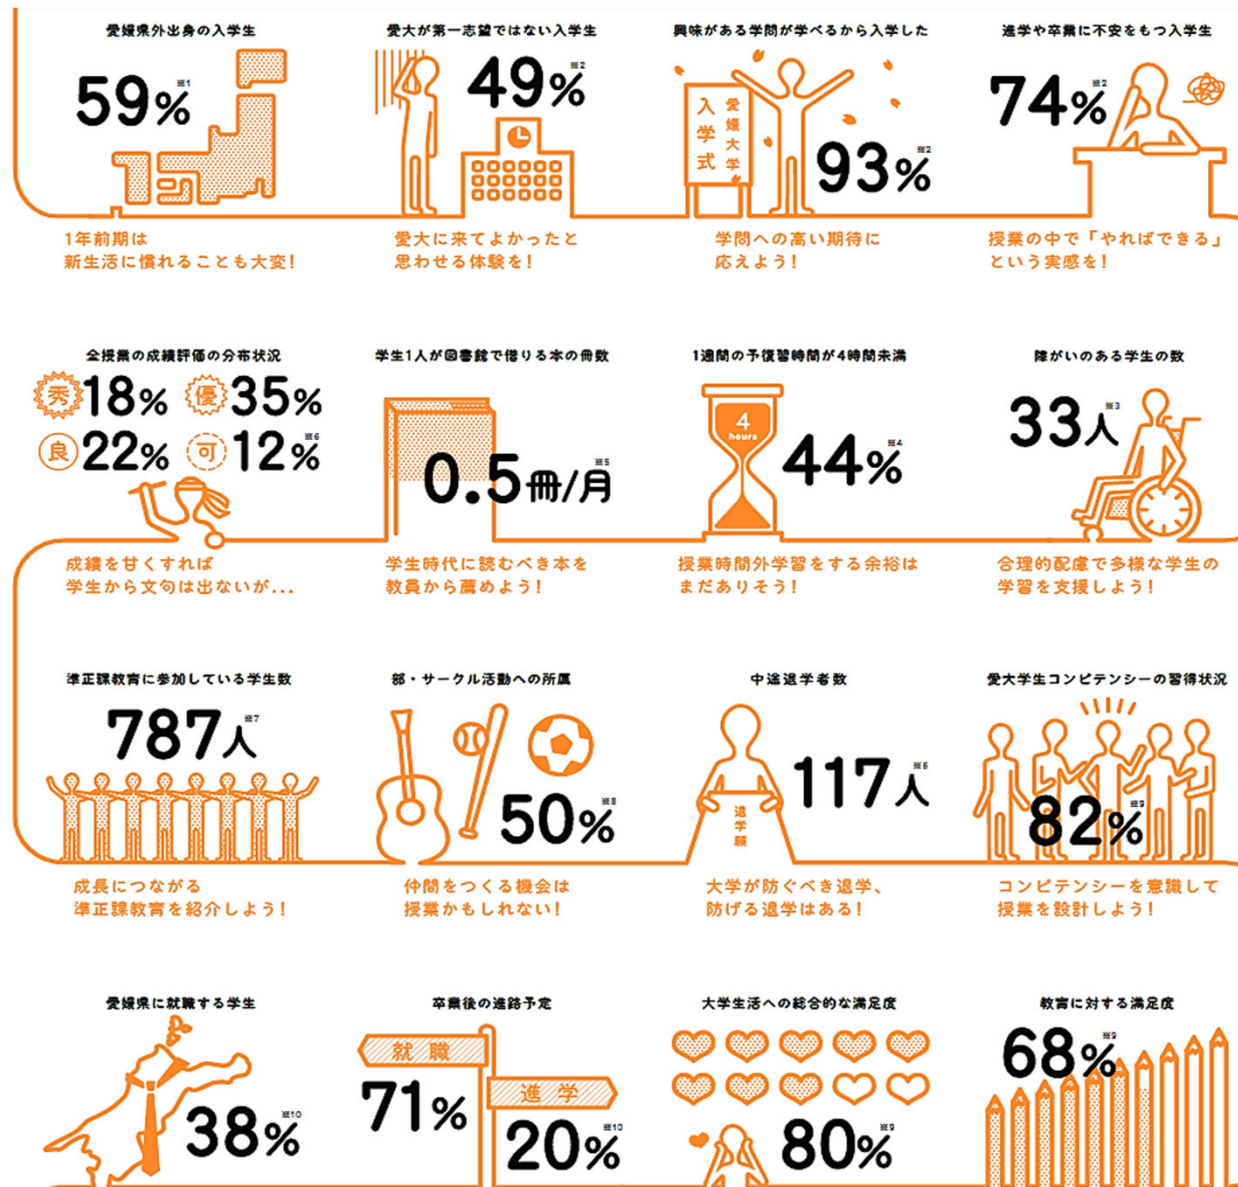 愛媛県外出身の入学生
59%※1
1年前期は
新生活に慣れることも大変！
愛大が第一志望ではない入学生
49%※2
愛大に来てよかったと
思わせる体験を！
興味がある学問が学べるから入学した
愛媛大学
入学式
93%※2
学問への高い期待に
応えよう！
進学や卒業に不安をもつ入学生
74%※2
授業の中で「やればできる」
という実感を！
全授業の成績評価の分布状況
秀18% 優35%
良22% 可12%※6
成績を甘くすれば
学生から文句は出ないが...
学生1人が図書館で借りる本の冊数
0.5冊/月※5
学生時代に読むべき本を
教員から薦めよう！
1週間の予復習時間が4時間未満
4
hours
44%※4
授業時間外学習をする余裕は
まだありそう！
障がいのある学生の数
33人※3
合理的配慮で多様な学生の
学習を支援しよう！
準正課教育に参加している学生数
787人※7
成長につながる
準正課教育を紹介しよう！
部・サークル活動への所属
50%※8
仲間をつくる機会は
授業かもしれない！
中途退学者数
退学願
117人※6
大学が防ぐべき退学、
防げる退学はある！
愛大学生コンピテンシーの習得状況
82%※9
コンピテンシーを意識して
授業を設計しよう！
愛媛県に就職する学生
38%※10
卒業後の進路予定
就職
71%
進学
20%※10
大学生活への総合的な満足度
80%※9
教育に対する満足度
68%※9